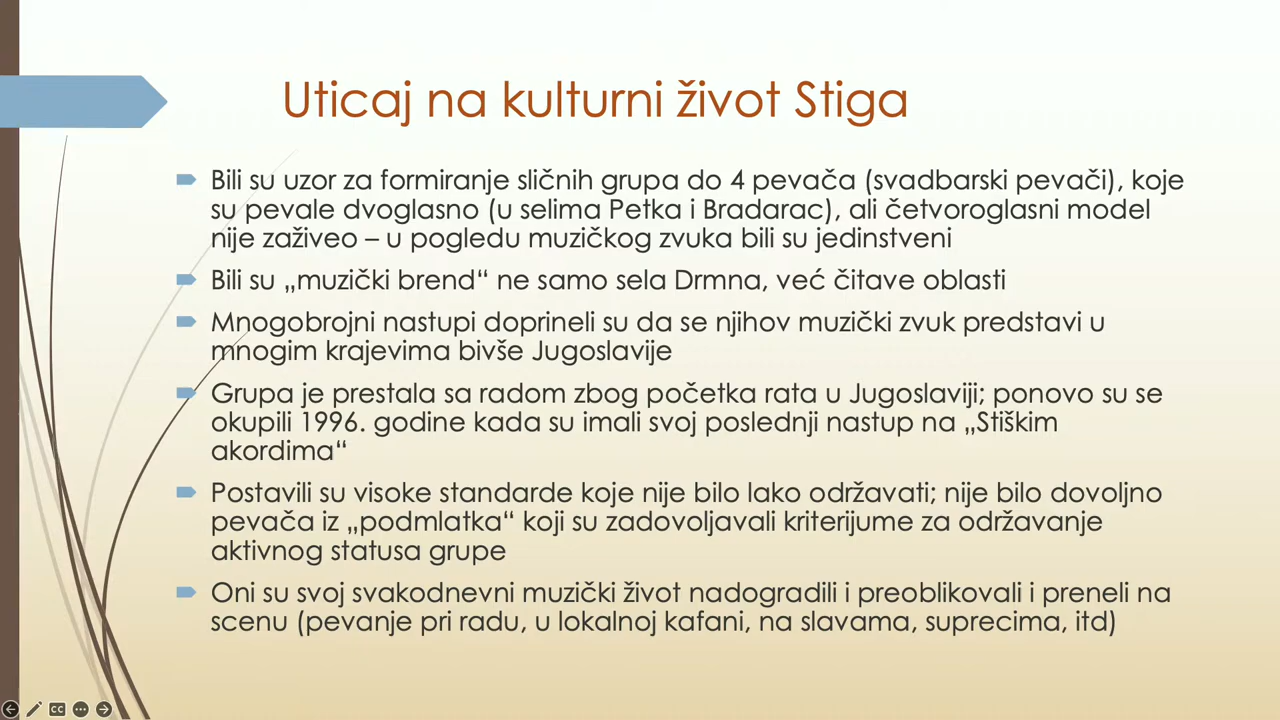 Uticaj na kulturni život Stiga
Bili su uzor za formiranje sličnih grupa do 4 pevača (svadbarski pevači), koje
su pevale dvoglasno (u selima Petka i Bradarac), ali četvoroglasni model
nije zaživeo – u pogledu muzičkog zvuka bili su jedinstveni
Bili su „muzički brend“ ne samo sela Drmna, već čitave oblasti
Mnogobrojni nastupi doprineli su da se njihov muzički zvuk predstavi u
mnogim krajevima bivše Jugoslavije
Grupa je prestala sa radom zbog početka rata u Jugoslaviji; ponovo su se
okupili 1996. godine kada su imali svoj poslednji nastup na „Stiškim
akordima“
Postavili su visoke standarde koje nije bilo lako održavati; nije bilo dovoljno
pevača iz „podmlatka“ koji su zadovoljavali kriterijume za održavanje
aktivnog statusa grupe
Oni su svoj svakodnevni muzički život nadogradili i preoblikovali i preneli na
scenu (pevanje pri radu, u lokalnoj kafani, na slavama, suprecima, itd)
CC